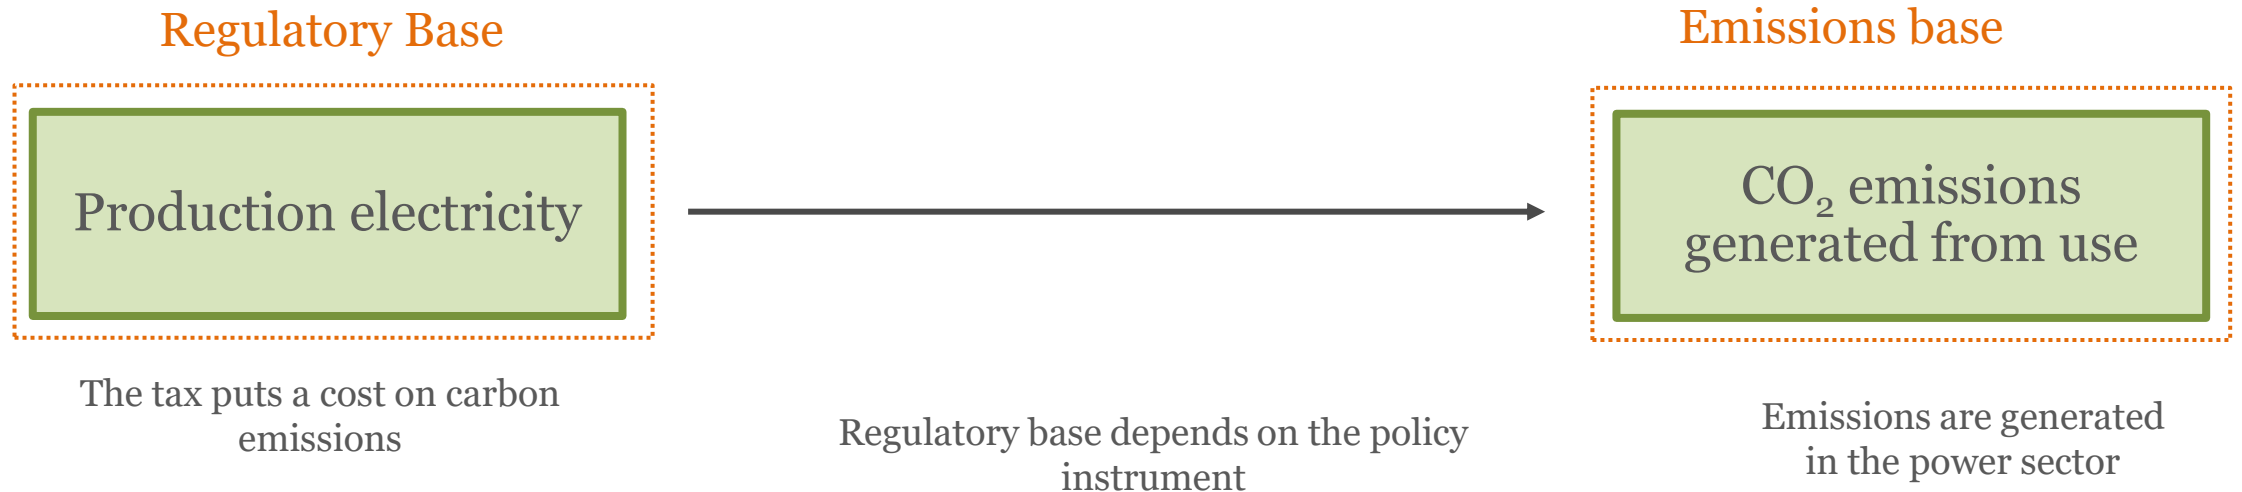 Regulatory Base
Production electricity
The tax puts a cost on carbon
emissions
Regulatory base depends on the policy
instrument
Emissions base
CO₂ emissions
generated from use
Emissions are generated
in the power sector